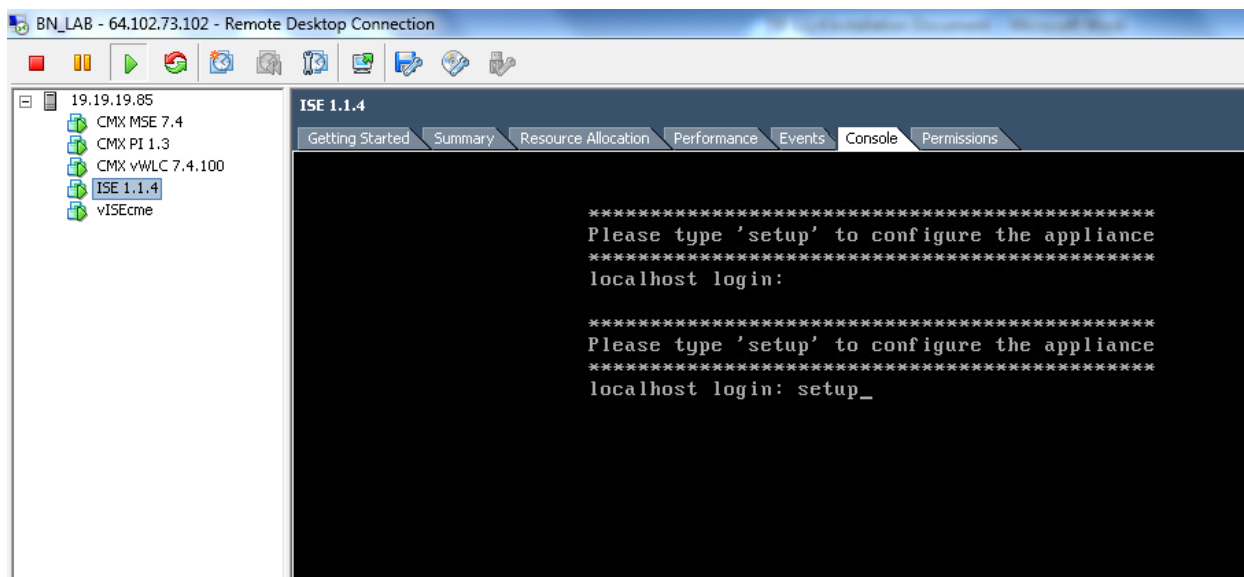 BN_LAB - 64.102.73.102 - Remote Desktop Connection
19.19.19.85
CMX MSE 7.4
CMX PI 1.3
CMX vWLC 7.4.100
ISE 1.1.4
vISEcme
ISE 1.1.4
Getting Started Summary Resource Allocation Performance Events Console Permissions
**********************************************
Please type 'setup' to configure the appliance
**********************************************
localhost login:
**********************************************
Please type 'setup' to configure the appliance
**********************************************
localhost login: setup_